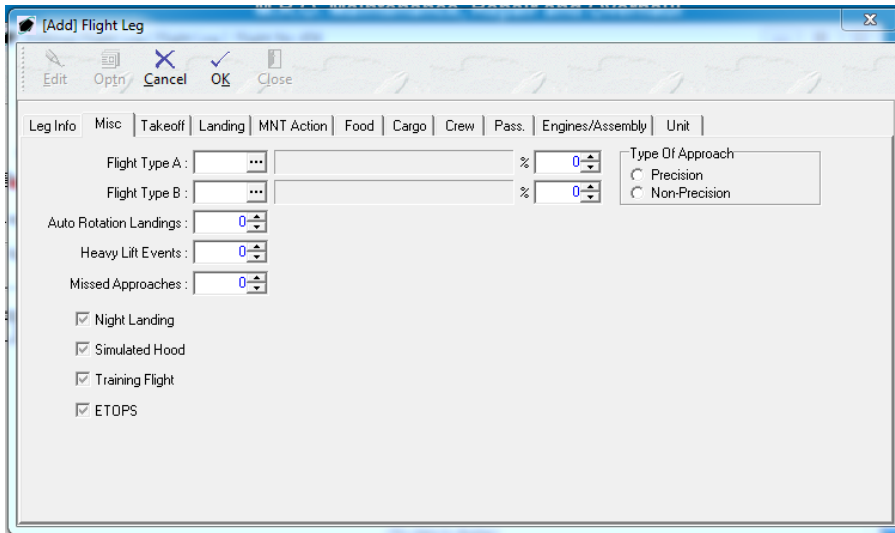 [Add] Flight Leg
Edit Optn Cancel OK Close
Leg Info Misc Takeoff Landing MNT Action Food Cargo Crew Pass. Engines/Assembly Unit
Flight Type A : ... % 0 Type Of Approach
Precision
Flight Type B : ... % 0 Non-Precision
Auto Rotation Landings : 0
Heavy Lift Events : 0
Missed Approaches : 0
Night Landing
Simulated Hood
Training Flight
ETOPS